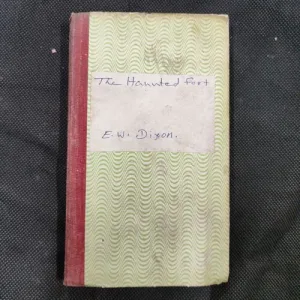 The Haunted Fort
E. W. Dixon.